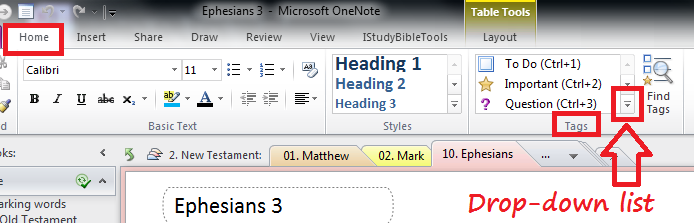 Ephesians 3 - Microsoft OneNote
Table Tools
Home Insert Share Draw Review View IStudyBibleTools Layout
Calibri 11
Heading 1
Heading 2
Heading 3
To Do (Ctrl+1)
Important (Ctrl+2)
Question (Ctrl+3)
Find
Tags
B I U abc x₂ A
Basic Text Styles Tags
2. New Testament: 01. Matthew 02. Mark 10. Ephesians ...
Drop-down list
Ephesians 3
arking words
Old Testament